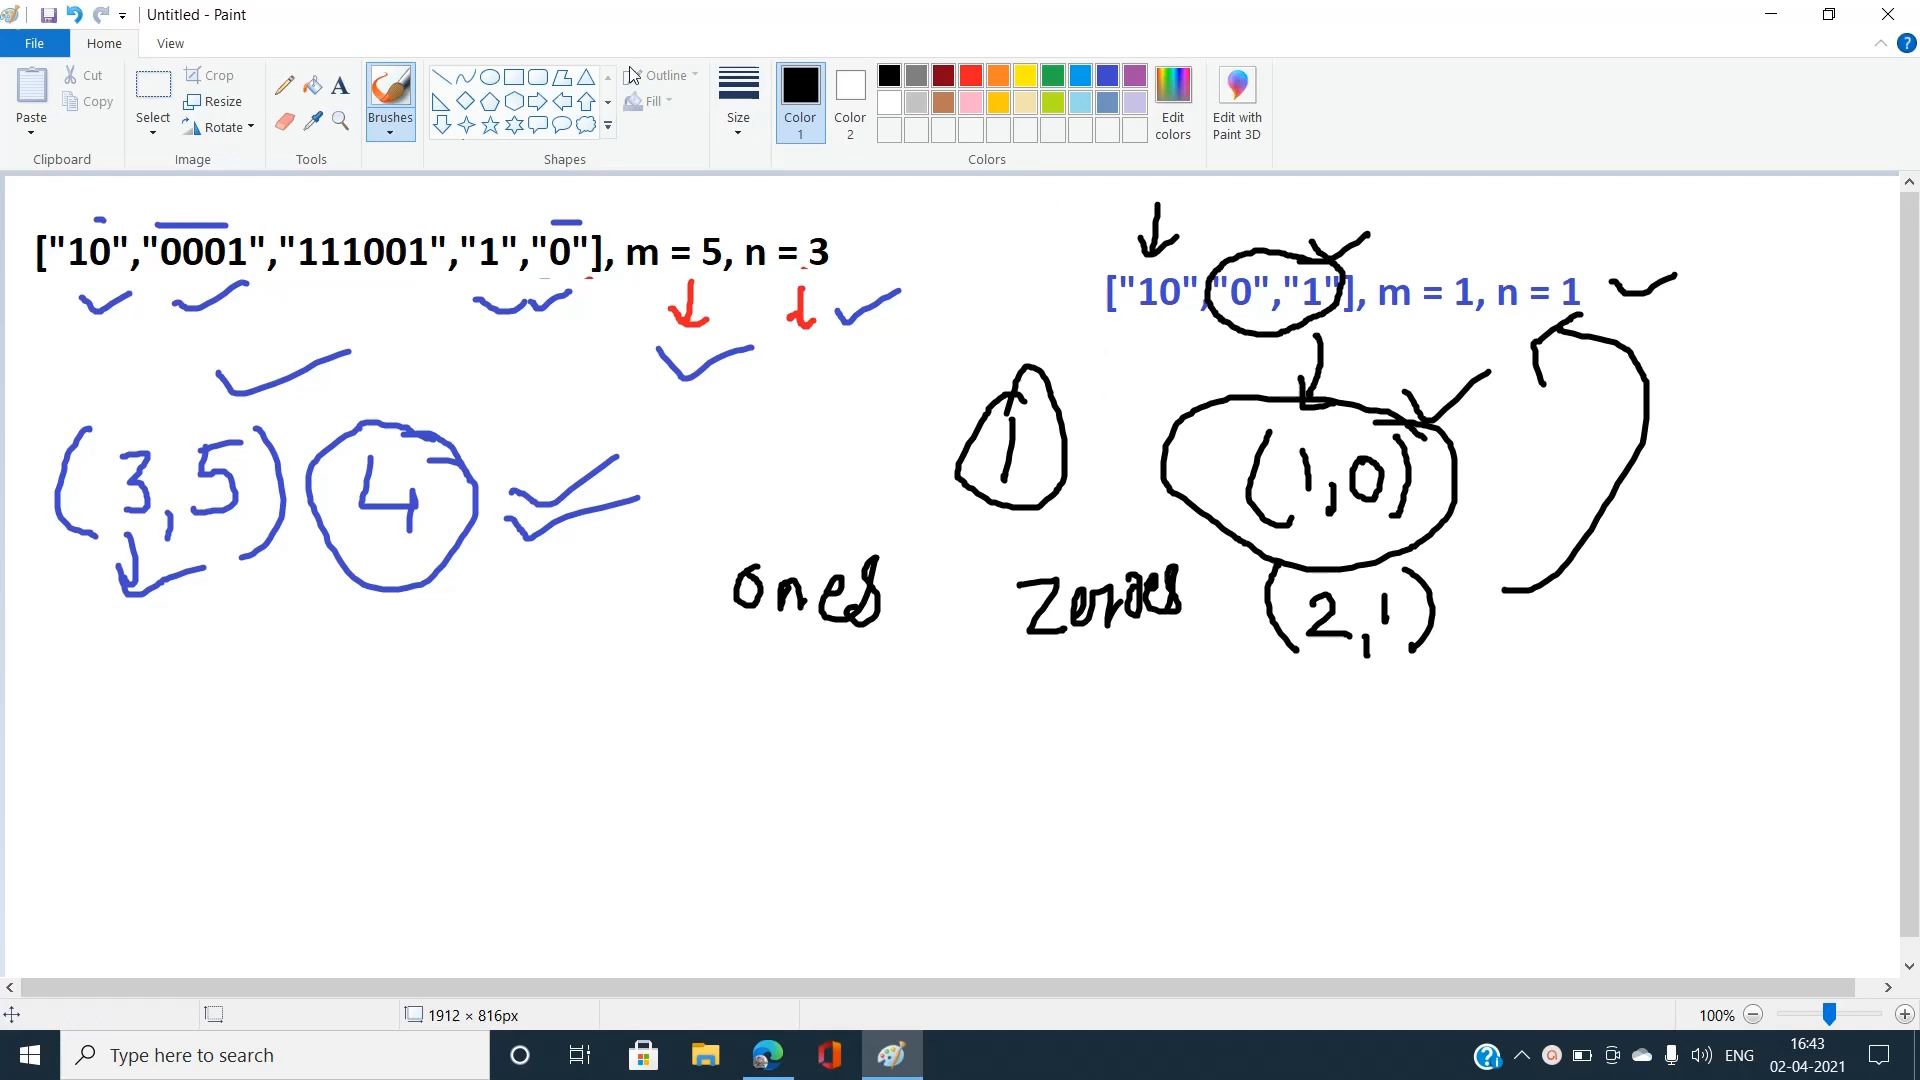 Untitled - Paint
File Home View
Paste Cut Copy Clipboard
Select Crop Resize Rotate Image
Tools
Brushes
Outline Fill Shapes
Size
Color 1 Color 2 Edit colors Colors
Edit with Paint 3D
["10","0001","111001","1","0"], m = 5, n = 3
["10","0","1"], m = 1, n = 1
(3,5) 4 1 (1,0)
ones zeroes (2,1)
1912 × 816px 100%
Type here to search
ENG 16:43
02-04-2021